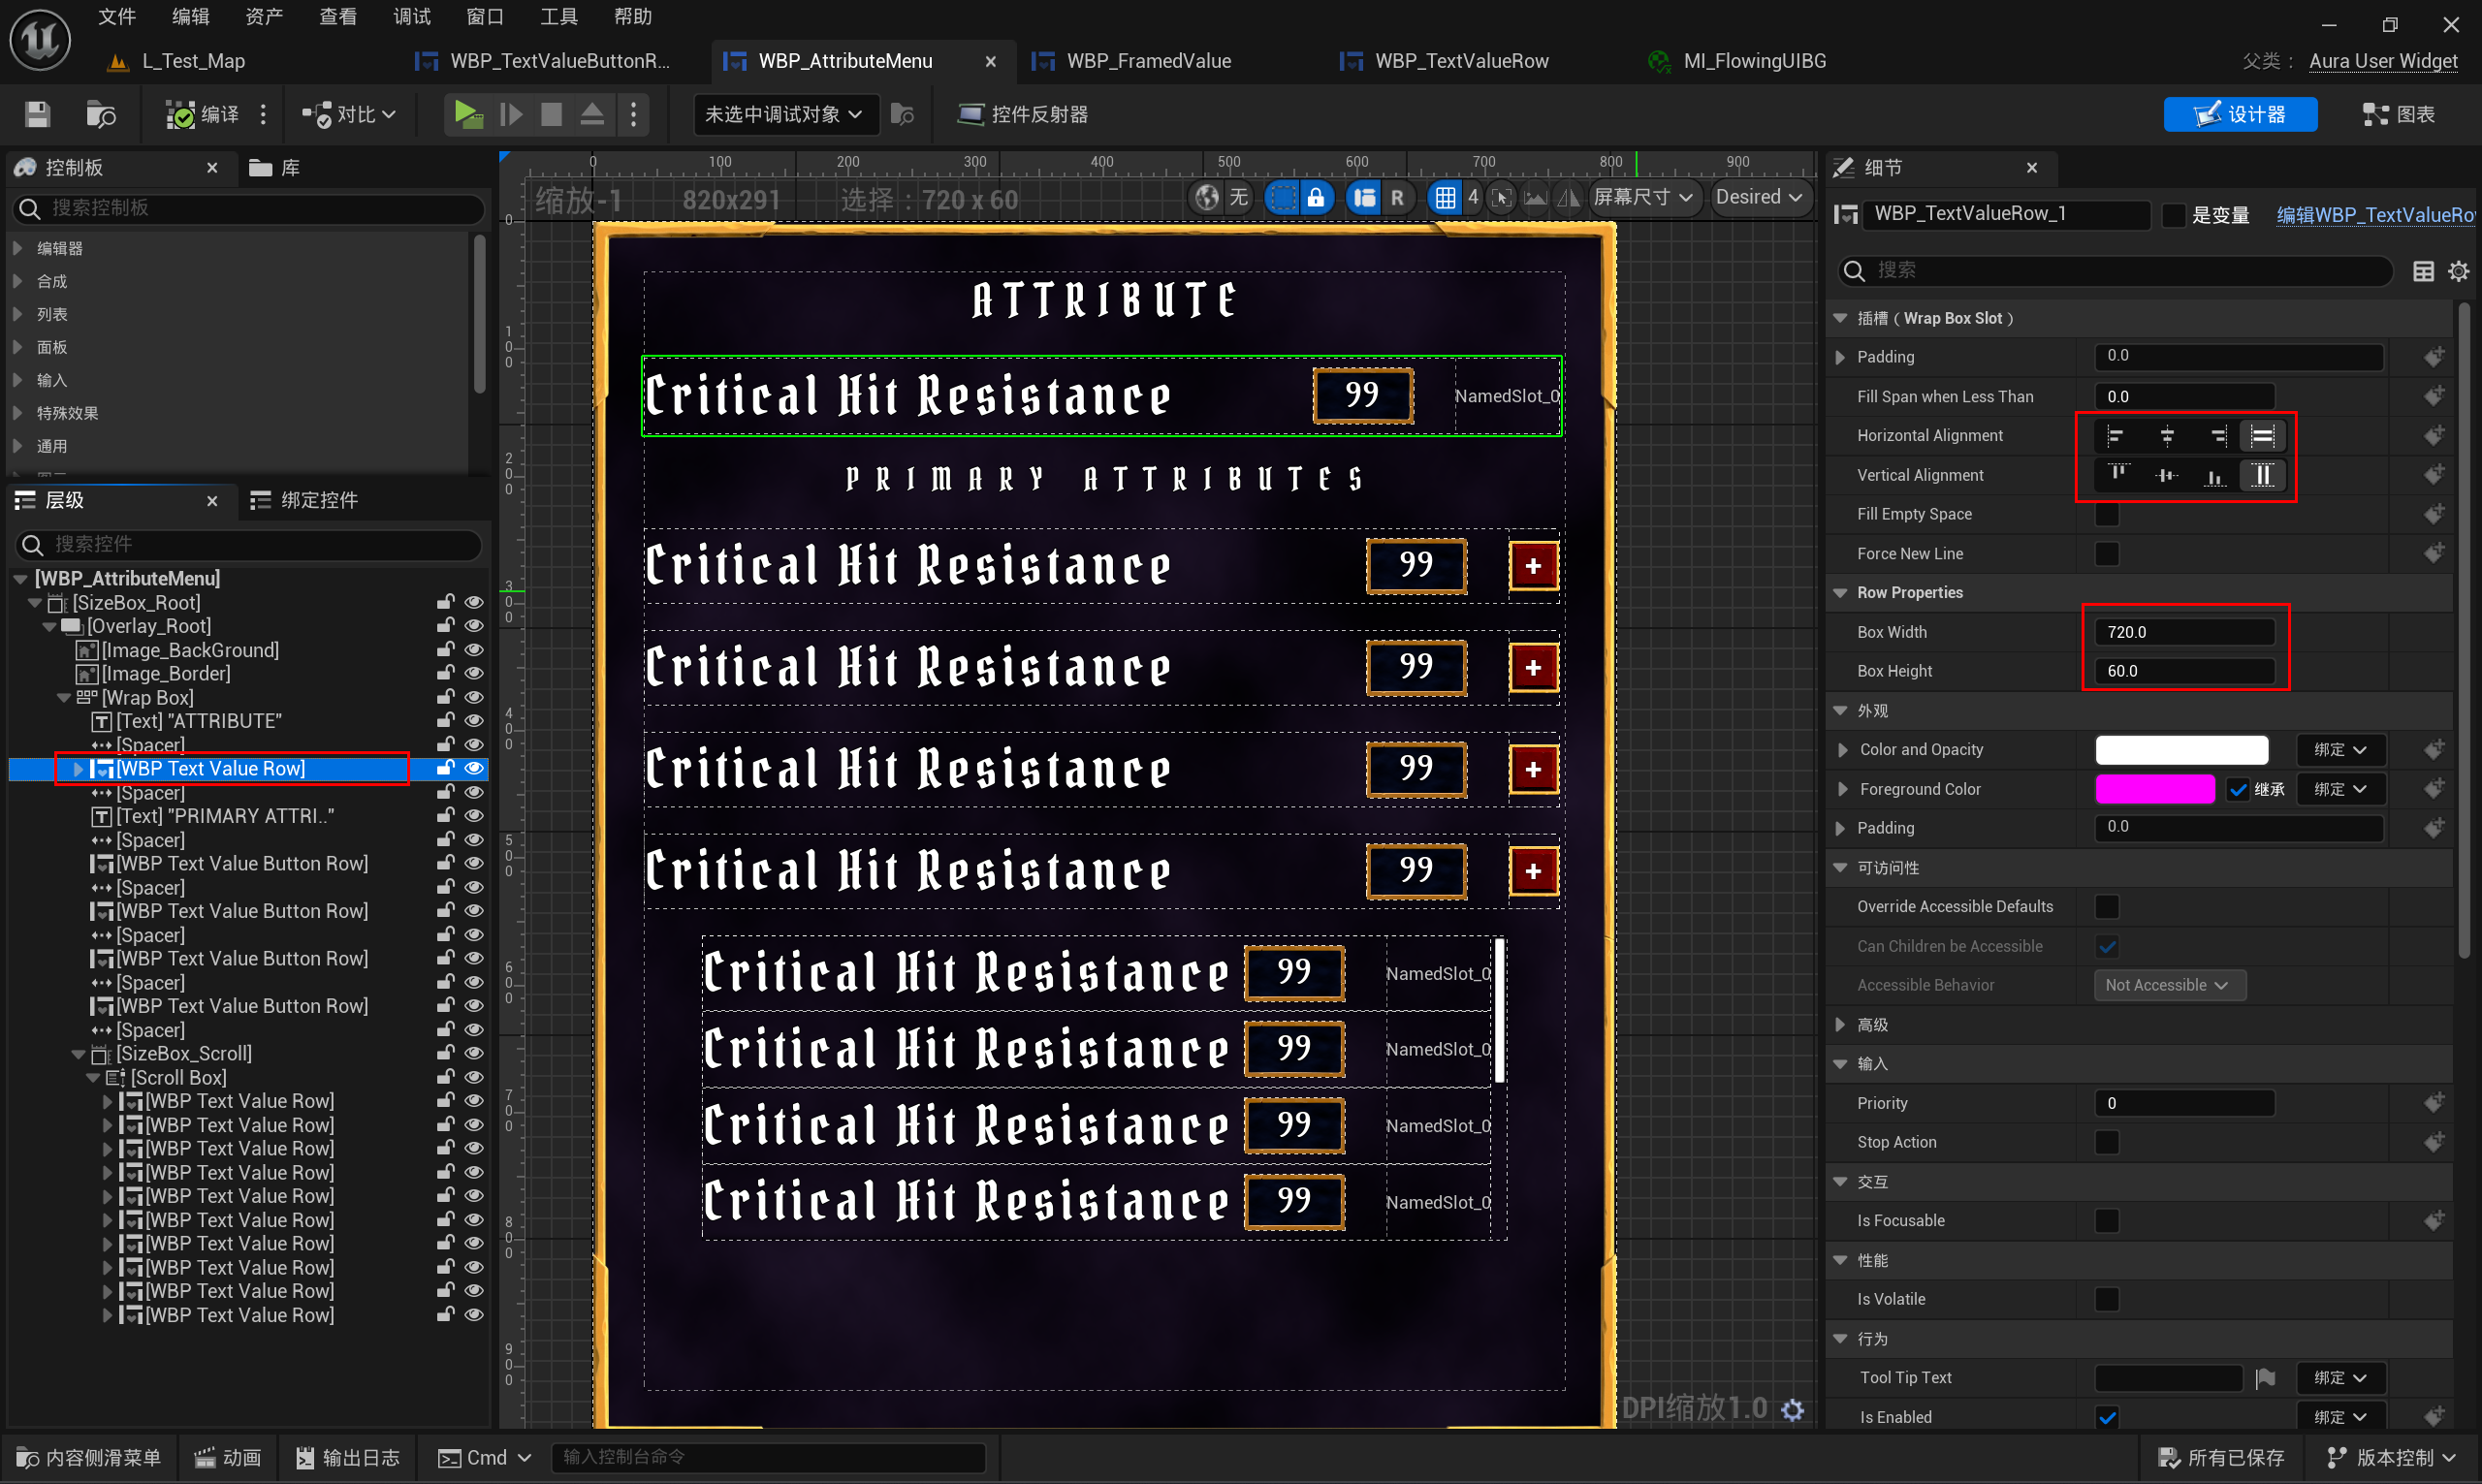 文件 编辑 资产 查看 调试 窗口 工具 帮助
L_Test_Map WBP_TextValueButtonR... WBP_AttributeMenu WBP_FramedValue WBP_TextValueRow MI_FlowingUIBG 父类： Aura User Widget
编译 对比 未选中调试对象 控件反射器 设计器 图表
控制板 库
搜索控制板
编辑器
合成
列表
面板
输入
特殊效果
通用
层级 绑定控件
搜索控件
[WBP_AttributeMenu]
[SizeBox_Root]
[Overlay_Root]
[Image_BackGround]
[Image_Border]
[Wrap Box]
[Text] "ATTRIBUTE"
[Spacer]
[WBP Text Value Row]
[Spacer]
[Text] "PRIMARY ATTRI.."
[Spacer]
[WBP Text Value Button Row]
[Spacer]
[WBP Text Value Button Row]
[Spacer]
[WBP Text Value Button Row]
[Spacer]
[WBP Text Value Button Row]
[Spacer]
[SizeBox_Scroll]
[Scroll Box]
[WBP Text Value Row]
[WBP Text Value Row]
[WBP Text Value Row]
[WBP Text Value Row]
[WBP Text Value Row]
[WBP Text Value Row]
[WBP Text Value Row]
[WBP Text Value Row]
[WBP Text Value Row]
[WBP Text Value Row]
0 100 200 300 400 500 600 700 800 900
缩放-1 820x291 选择：720 x 60 无 R 4 屏幕尺寸 Desired
0
100
200
300
400
500
600
700
800
900
ATTRIBUTE
Critical Hit Resistance 99 NamedSlot_0
PRIMARY ATTRIBUTES
Critical Hit Resistance 99 +
Critical Hit Resistance 99 +
Critical Hit Resistance 99 +
Critical Hit Resistance 99 +
Critical Hit Resistance 99 NamedSlot_0
Critical Hit Resistance 99 NamedSlot_0
Critical Hit Resistance 99 NamedSlot_0
Critical Hit Resistance 99 NamedSlot_0
DPI缩放1.0
细节
WBP_TextValueRow_1 是变量 编辑WBP_TextValueRo
搜索
插槽（Wrap Box Slot）
Padding 0.0
Fill Span when Less Than 0.0
Horizontal Alignment
Vertical Alignment
Fill Empty Space
Force New Line
Row Properties
Box Width 720.0
Box Height 60.0
外观
Color and Opacity 绑定
Foreground Color 继承 绑定
Padding 0.0
可访问性
Override Accessible Defaults
Can Children be Accessible
Accessible Behavior Not Accessible
高级
输入
Priority 0
Stop Action
交互
Is Focusable
性能
Is Volatile
行为
Tool Tip Text 绑定
Is Enabled 绑定
内容侧滑菜单 动画 输出日志 Cmd 输入控制台命令 所有已保存 版本控制